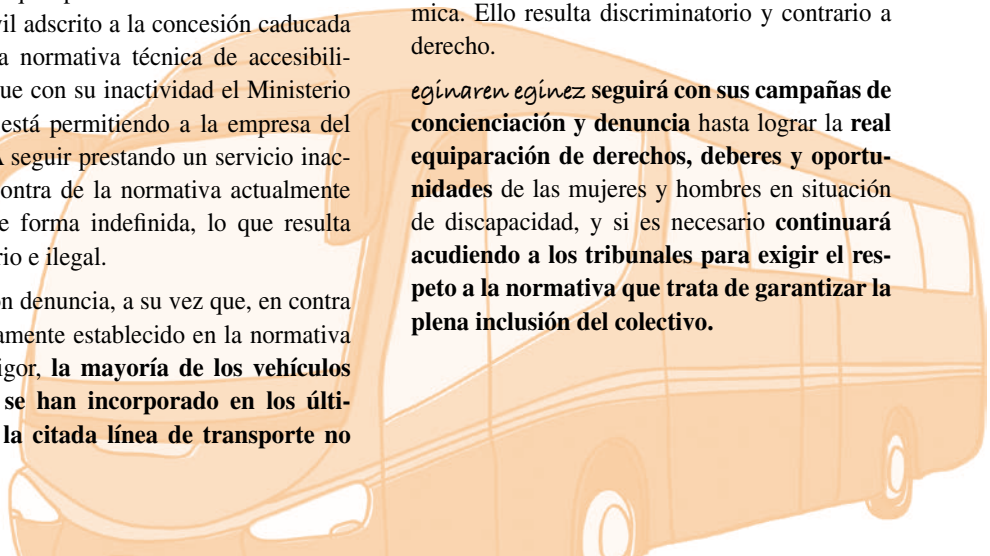 vil adscrito a la concesión caducada
a normativa técnica de accesibili-
ue con su inactividad el Ministerio
está permitiendo a la empresa del
A seguir prestando un servicio inac-
ontra de la normativa actualmente
e forma indefinida, lo que resulta
rio e ilegal.
ón denuncia, a su vez que, en contra
amente establecido en la normativa
igor, la mayoría de los vehículos
se han incorporado en los últi-
la citada línea de transporte no
mica. Ello resulta discriminatorio y contrario a
derecho.
eginaren eginez seguirá con sus campañas de
concienciación y denuncia hasta lograr la real
equiparación de derechos, deberes y oportu-
nidades de las mujeres y hombres en situación
de discapacidad, y si es necesario continuará
acudiendo a los tribunales para exigir el res-
peto a la normativa que trata de garantizar la
plena inclusión del colectivo.